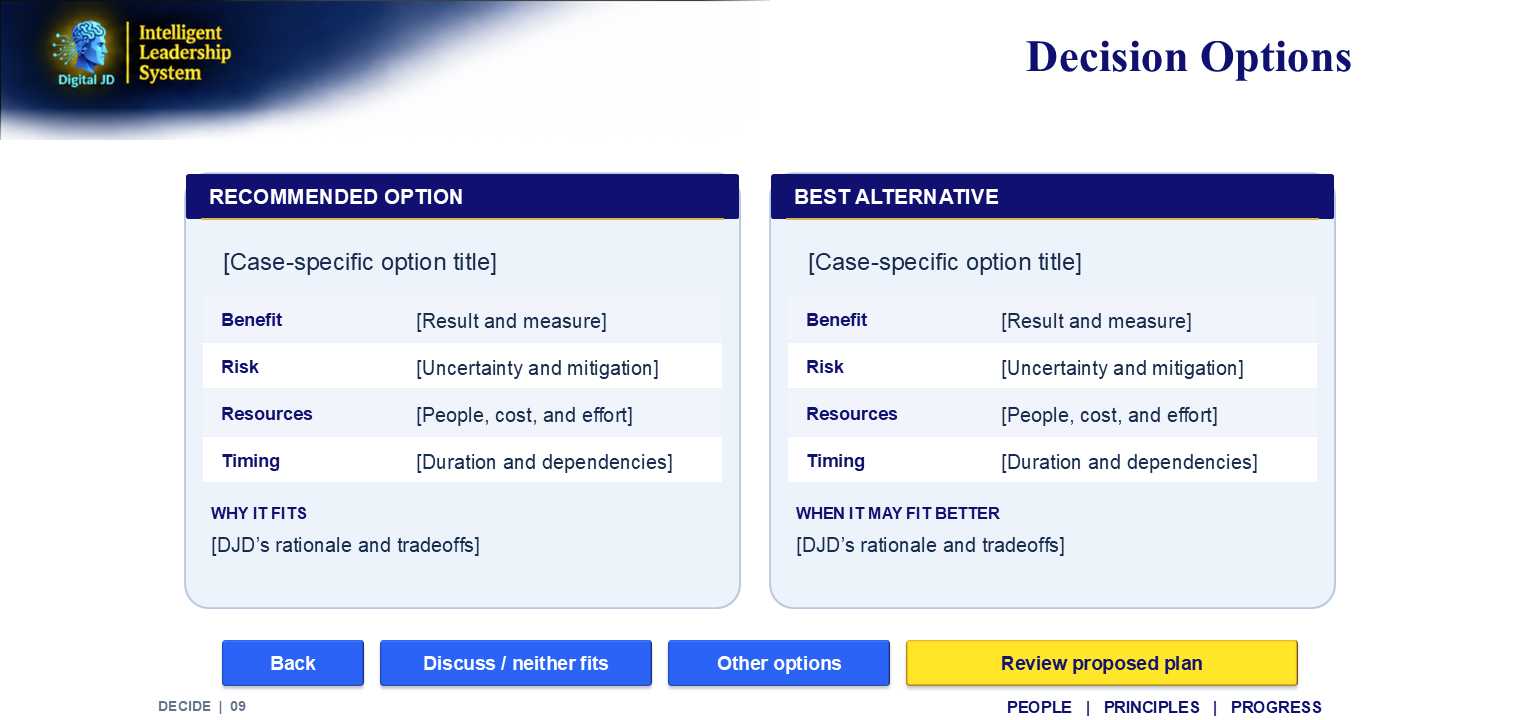 Digital JD
Intelligent
Leadership
System
Decision Options
RECOMMENDED OPTION
[Case-specific option title]
Benefit [Result and measure]
Risk [Uncertainty and mitigation]
Resources [People, cost, and effort]
Timing [Duration and dependencies]
WHY IT FITS
[DJD’s rationale and tradeoffs]
BEST ALTERNATIVE
[Case-specific option title]
Benefit [Result and measure]
Risk [Uncertainty and mitigation]
Resources [People, cost, and effort]
Timing [Duration and dependencies]
WHEN IT MAY FIT BETTER
[DJD’s rationale and tradeoffs]
Back
Discuss / neither fits
Other options
Review proposed plan
DECIDE | 09
PEOPLE | PRINCIPLES | PROGRESS